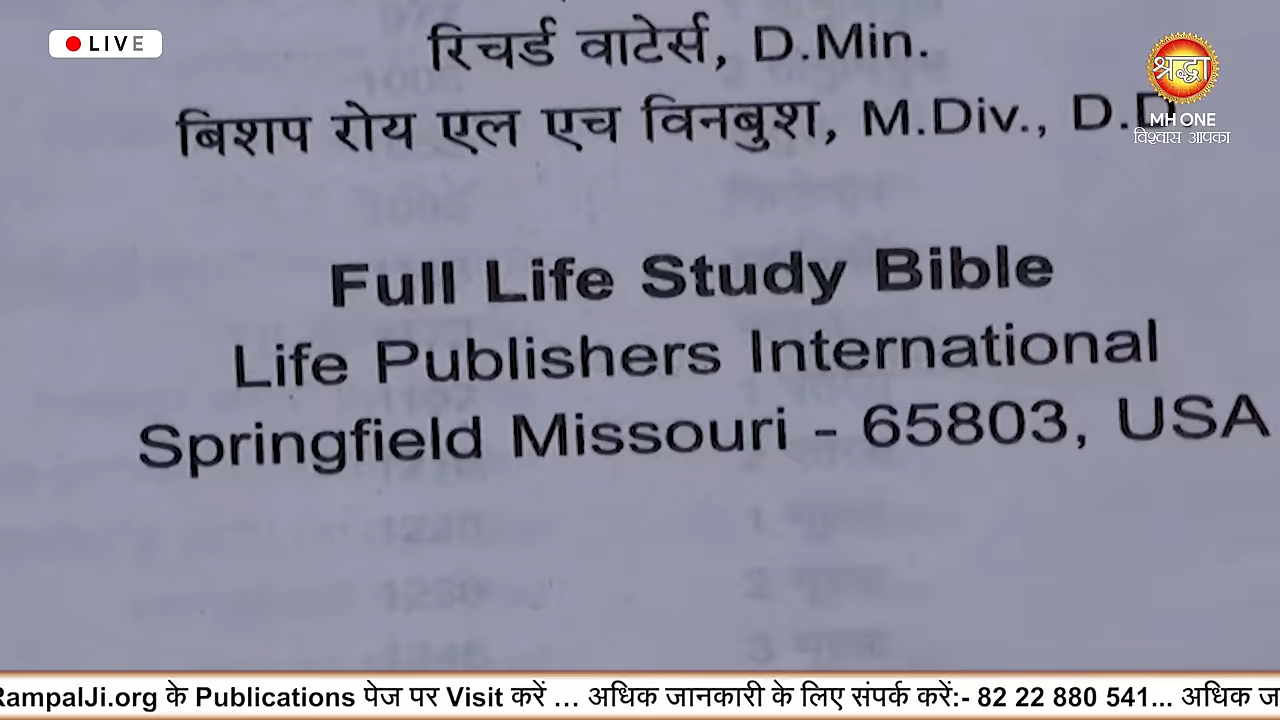 LIVE
श्रद्धा
MH ONE
विश्वास आपका
रिचर्ड वाटेर्स, D.Min.
बिशप रोय एल एच विनबुश, M.Div., D.D
Full Life Study Bible
Life Publishers International
Springfield Missouri - 65803, USA
RampalJi.org के Publications पेज पर Visit करें ... अधिक जानकारी के लिए संपर्क करें:- 82 22 880 541... अधिक